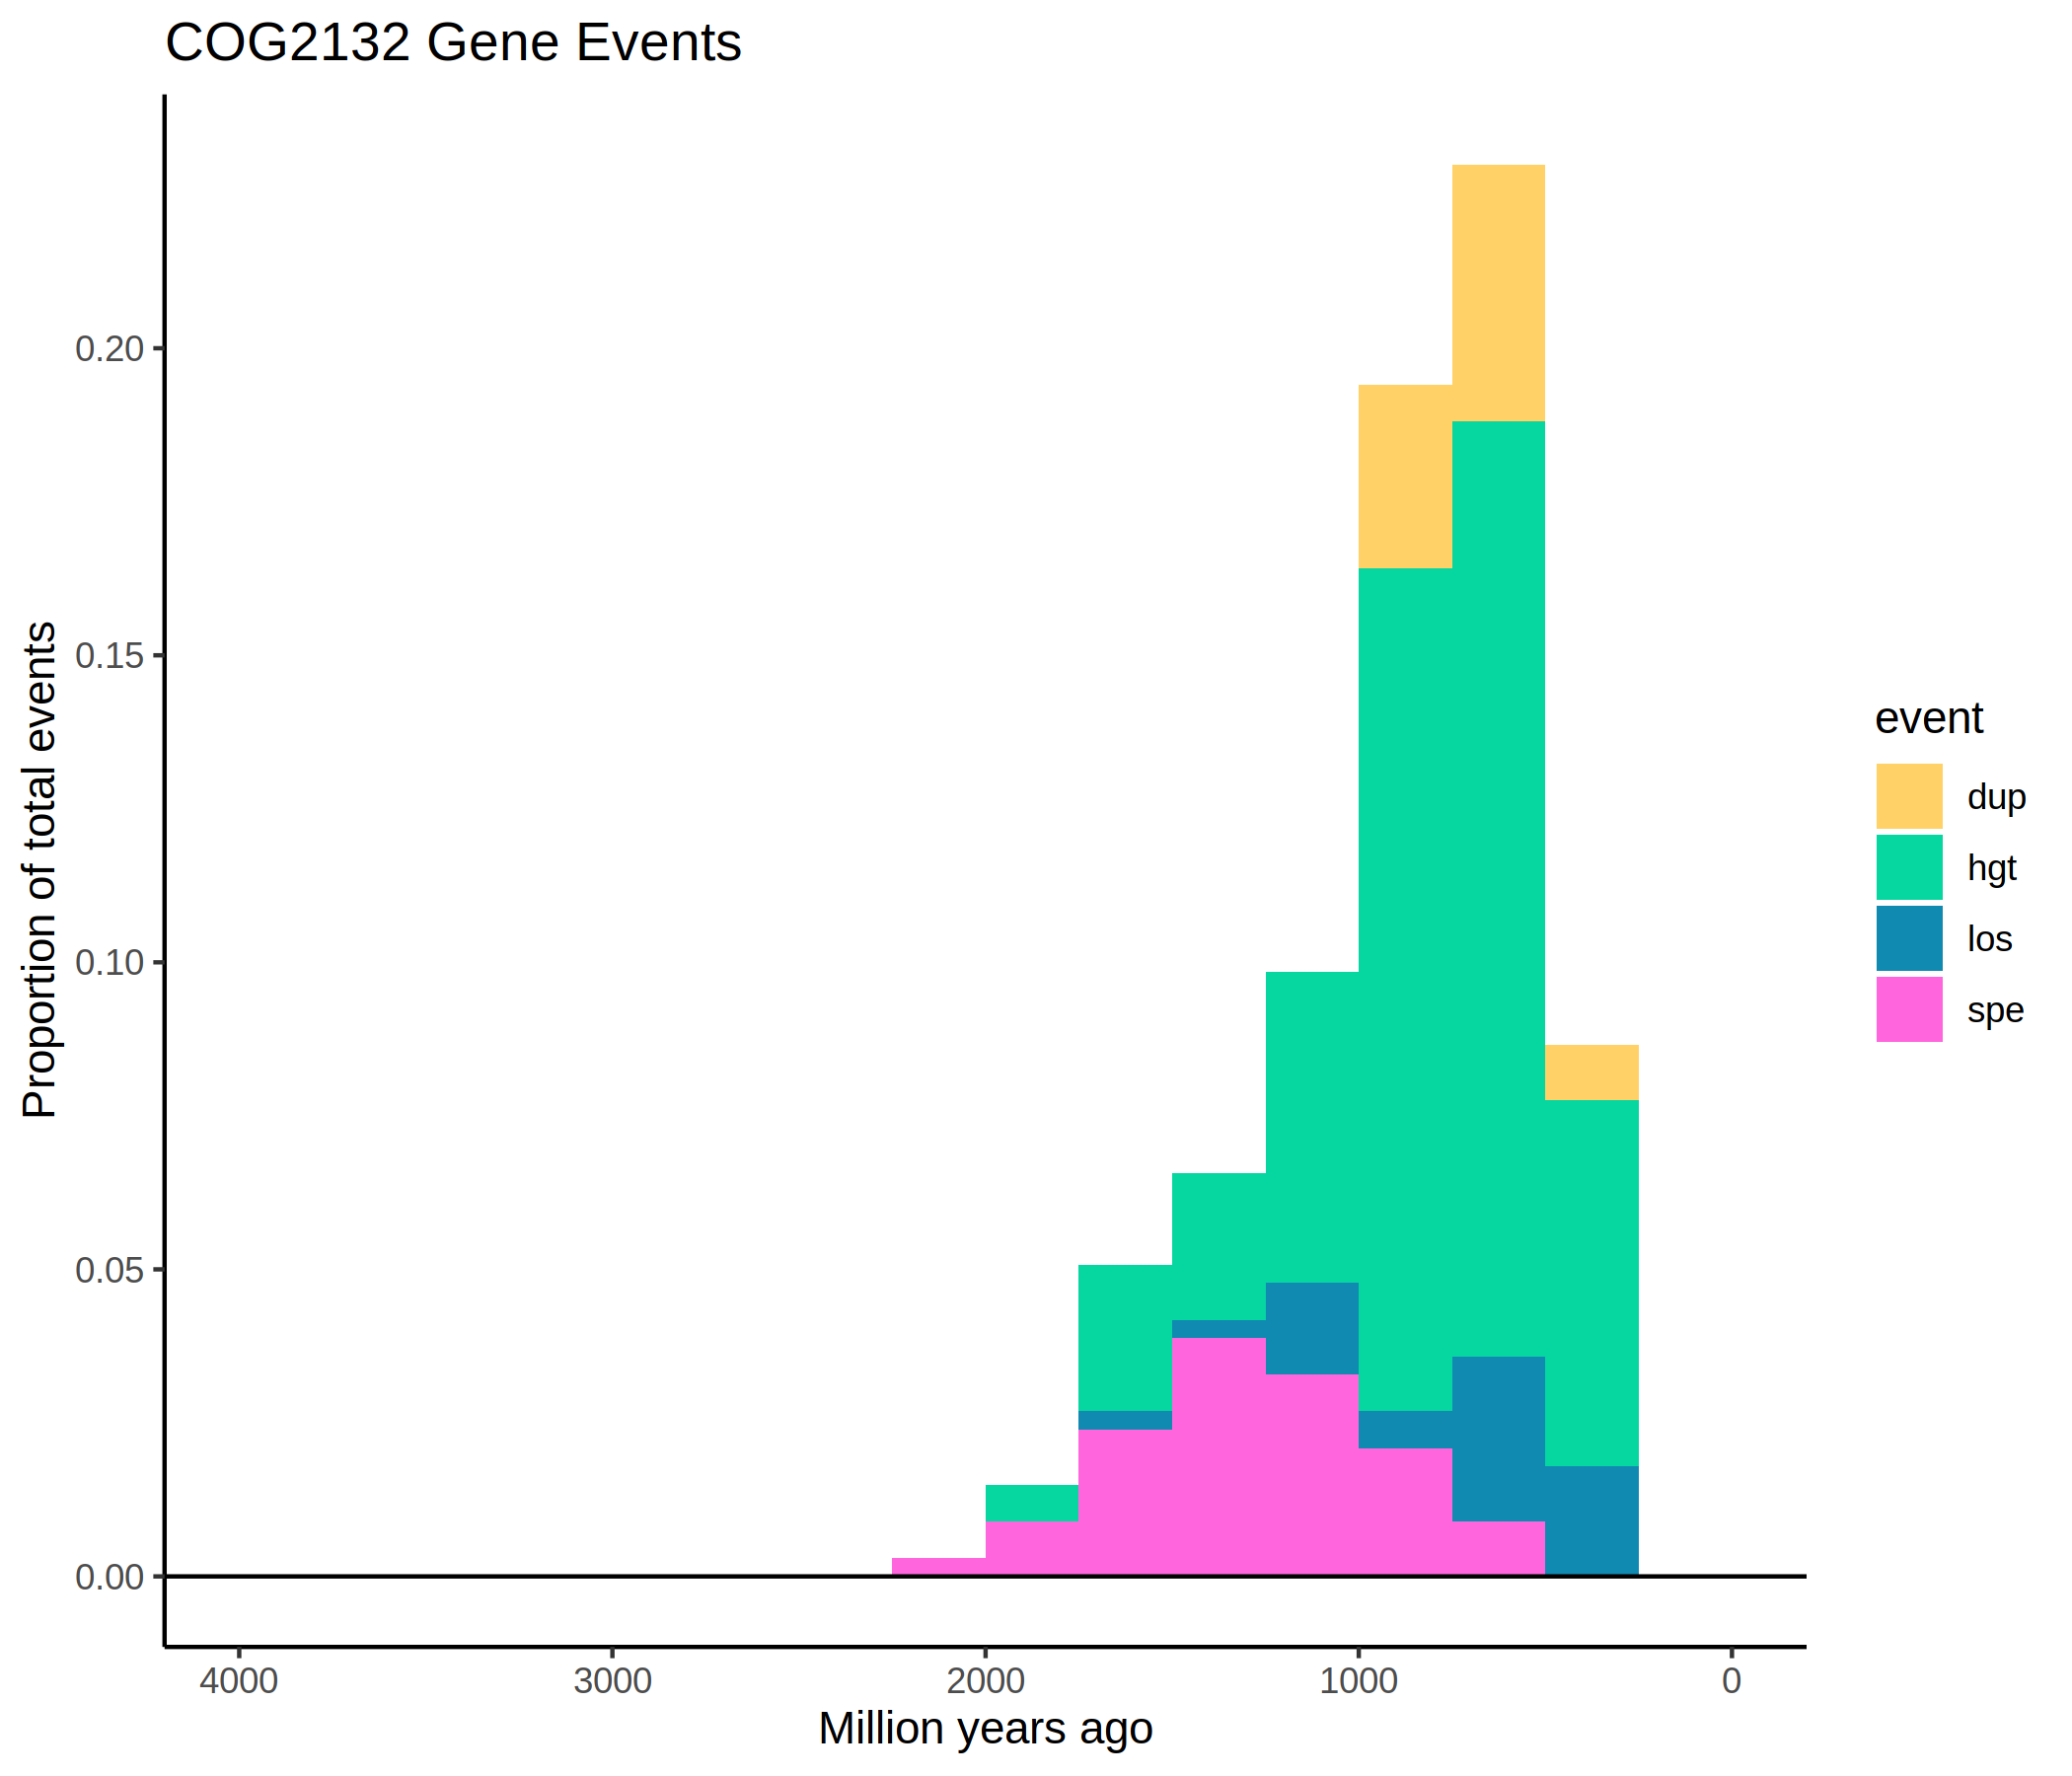 COG2132 Gene Events
Proportion of total events
0.20
0.15
0.10
0.05
0.00
4000 3000 2000 1000 0
Million years ago
event
dup
hgt
los
spe